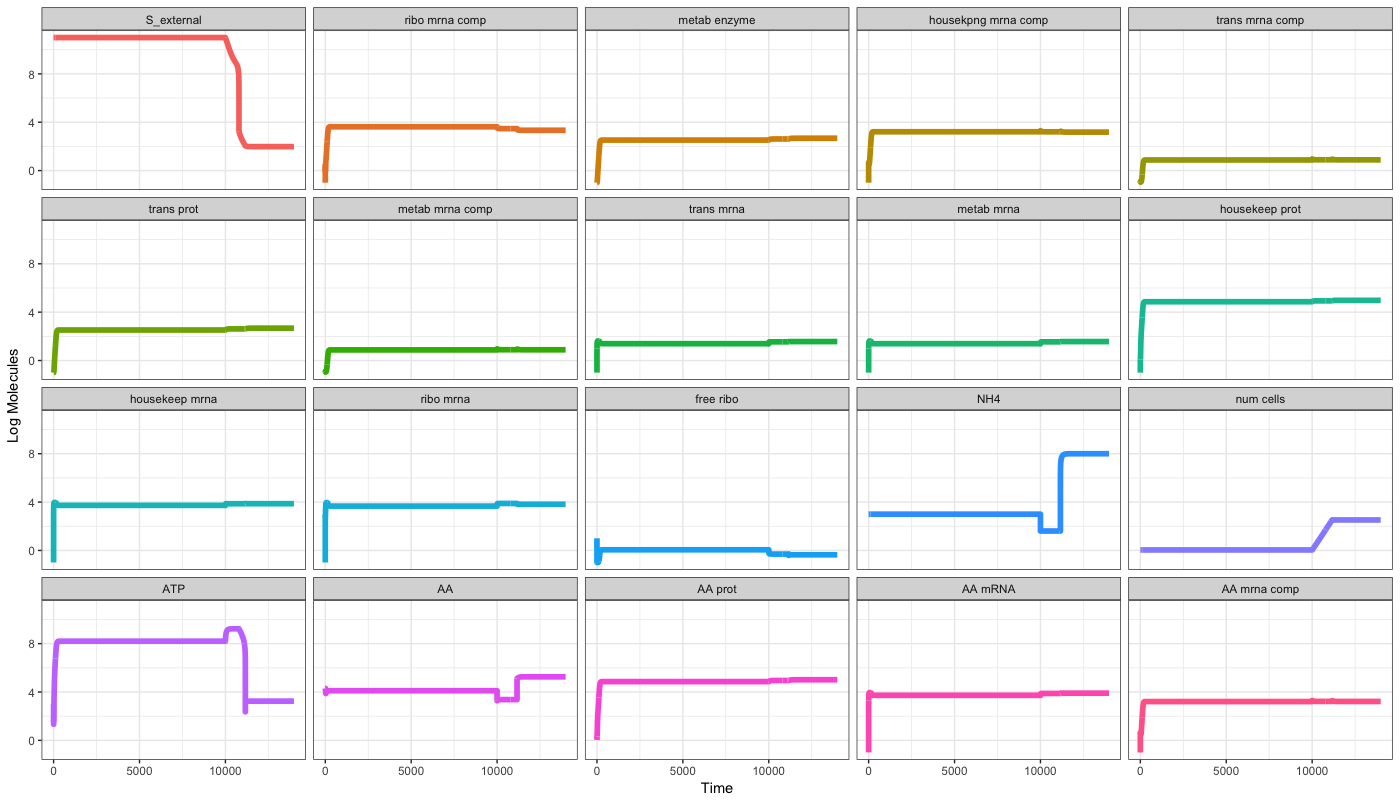 S_external
ribo mrna comp
metab enzyme
housekpng mrna comp
trans mrna comp
8
4
0
trans prot
metab mrna comp
trans mrna
metab mrna
housekeep prot
8
4
0
Log Molecules
housekeep mrna
ribo mrna
free ribo
NH4
num cells
8
4
0
ATP
AA
AA prot
AA mRNA
AA mrna comp
8
4
0
0 5000 10000 0 5000 10000 0 5000 10000 0 5000 10000 0 5000 10000
Time